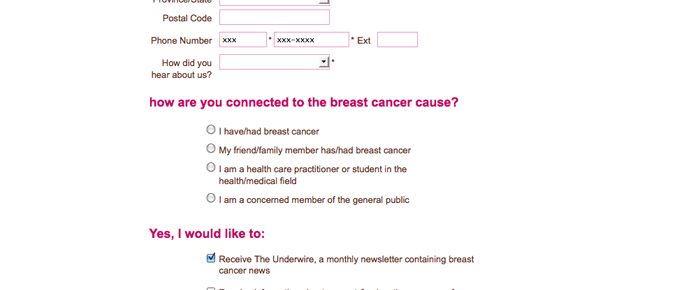 Province/State
Postal Code
Phone Number xxx * xxx-xxxx * Ext
How did you
hear about us? *
how are you connected to the breast cancer cause?
I have/had breast cancer
My friend/family member has/had breast cancer
I am a health care practitioner or student in the
health/medical field
I am a concerned member of the general public
Yes, I would like to:
Receive The Underwire, a monthly newsletter containing breast
cancer news